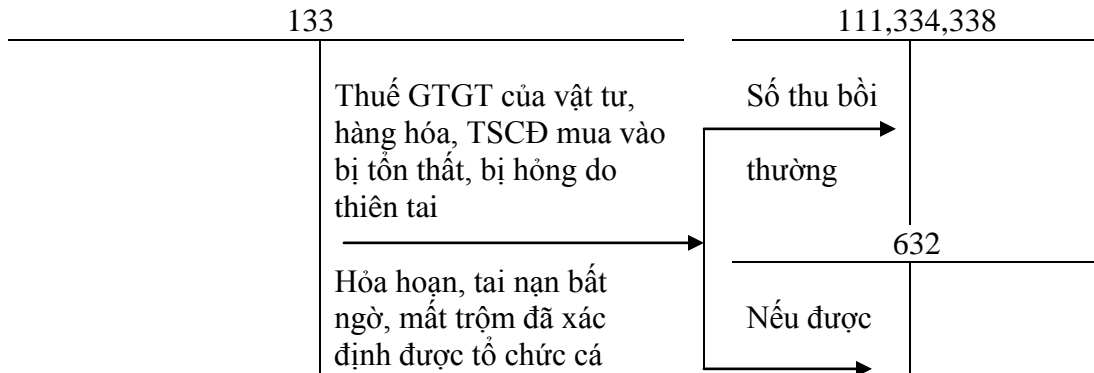 133
Thuế GTGT của vật tư,
hàng hóa, TSCĐ mua vào
bị tổn thất, bị hỏng do
thiên tai
Hỏa hoạn, tai nạn bất
ngờ, mất trộm đã xác
định được tổ chức cá
111,334,338
Số thu bồi
thường
632
Nếu được